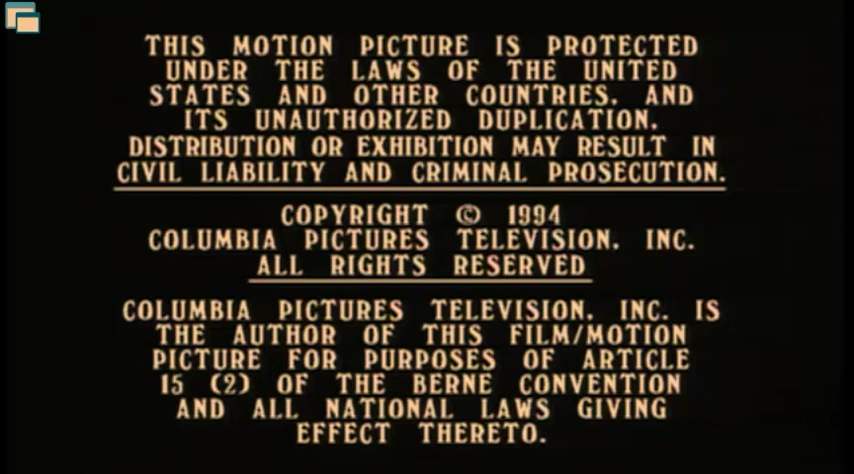 THIS MOTION PICTURE IS PROTECTED
UNDER THE LAWS OF THE UNITED
STATES AND OTHER COUNTRIES, AND
ITS UNAUTHORIZED DUPLICATION,
DISTRIBUTION OR EXHIBITION MAY RESULT IN
CIVIL LIABILITY AND CRIMINAL PROSECUTION.
COPYRIGHT © 1994
COLUMBIA PICTURES TELEVISION, INC.
ALL RIGHTS RESERVED
COLUMBIA PICTURES TELEVISION, INC. IS
THE AUTHOR OF THIS FILM/MOTION
PICTURE FOR PURPOSES OF ARTICLE
15 (2) OF THE BERNE CONVENTION
AND ALL NATIONAL LAWS GIVING
EFFECT THERETO.